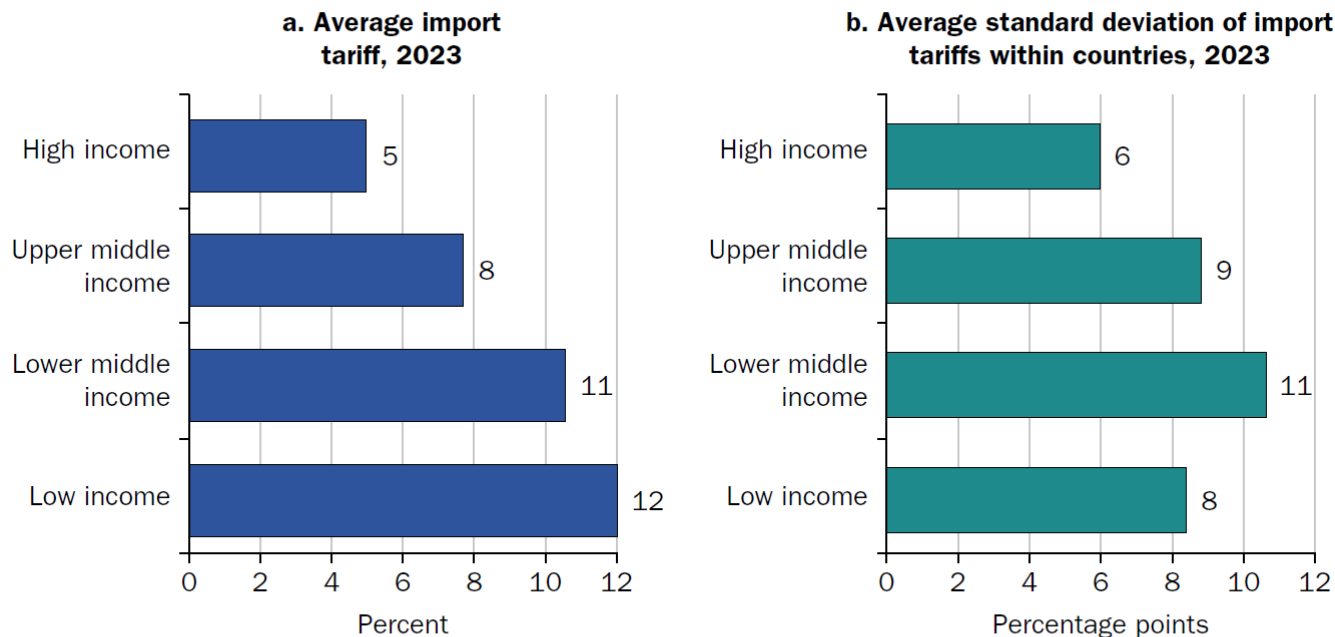 a. Average import
tariff, 2023
High income
5
Upper middle
income
8
Lower middle
income
11
Low income
12
0 2 4 6 8 10 12
Percent
b. Average standard deviation of import
tariffs within countries, 2023
High income
6
Upper middle
income
9
Lower middle
income
11
Low income
8
0 2 4 6 8 10 12
Percentage points